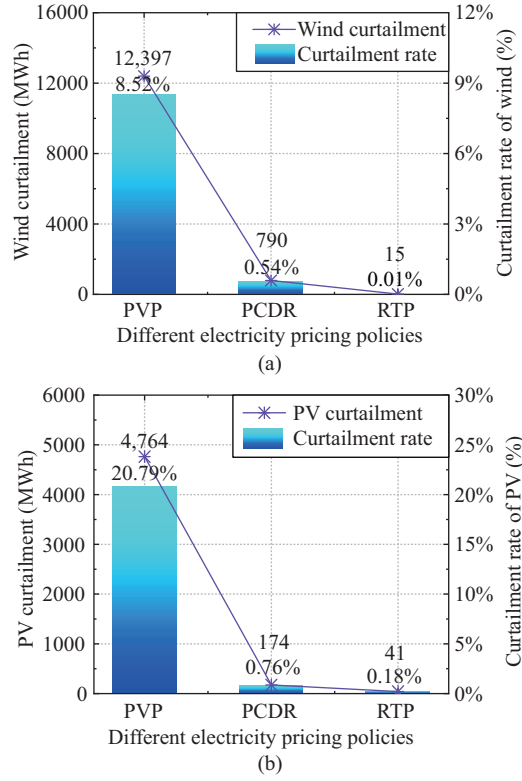 16000
12000
8000
4000
0
Wind curtailment (MWh)
12,397
8.52%
790
0.54%
15
0.01%
Wind curtailment
Curtailment rate
12%
9%
6%
3%
0%
Curtailment rate of wind (%)
PVP PCDR RTP
Different electricity pricing policies
(a)
6000
5000
4000
3000
2000
1000
0
PV curtailment (MWh)
4,764
20.79%
174
0.76%
41
0.18%
PV curtailment
Curtailment rate
30%
25%
20%
15%
10%
5%
0%
Curtailment rate of PV (%)
PVP PCDR RTP
Different electricity pricing policies
(b)